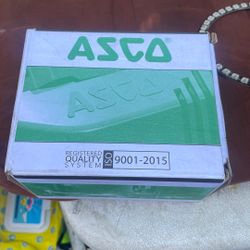 ASCO®
ASCO
REGISTERED
QUALITY
SYSTEM
ISO 9001-2015